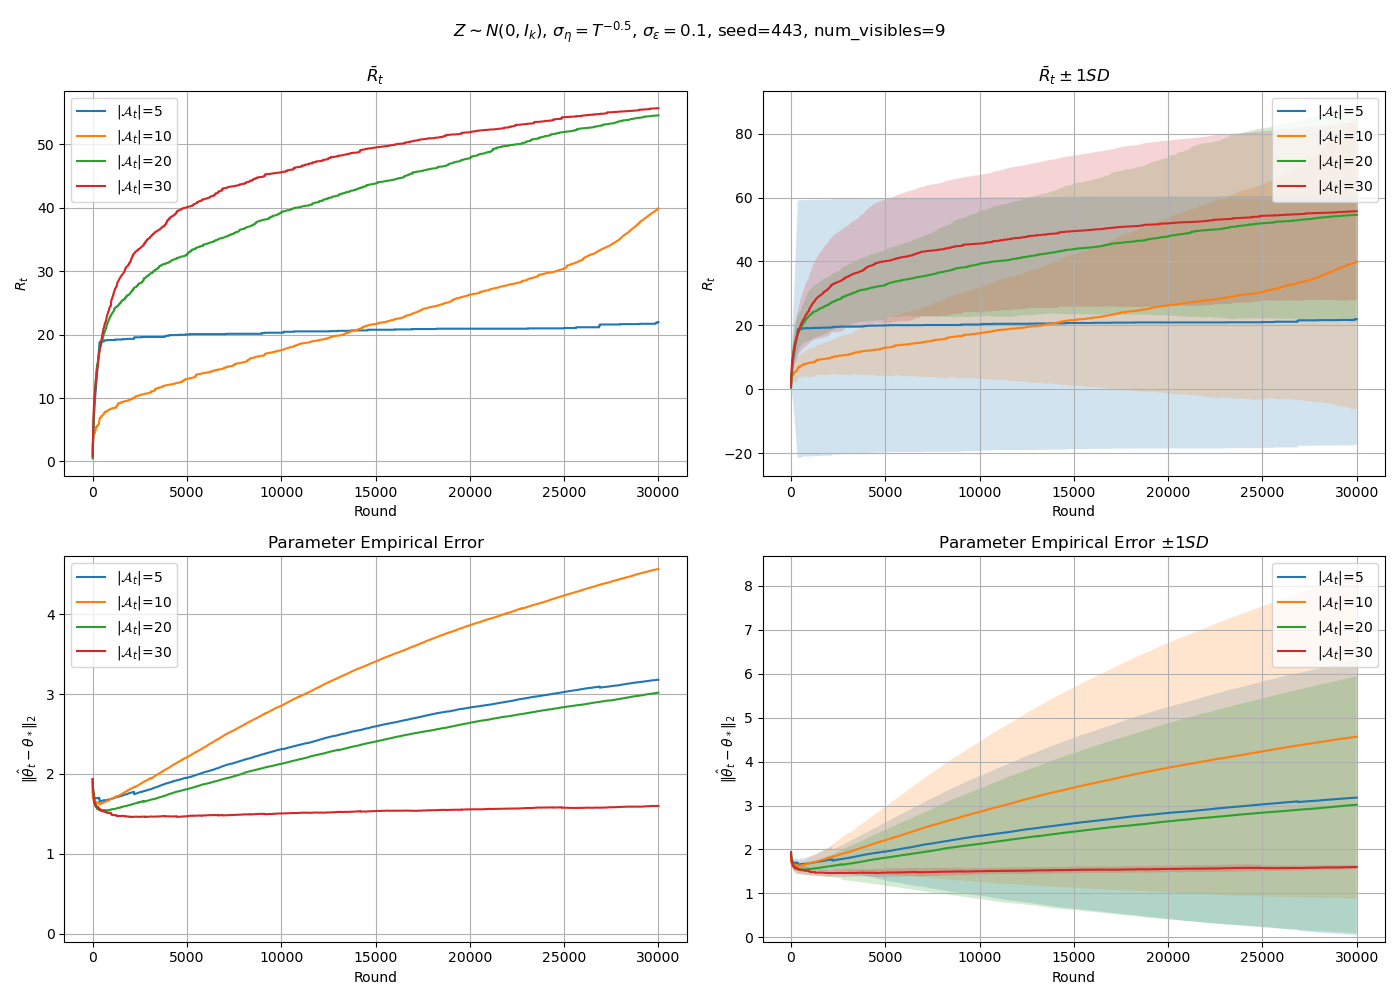 Z ∼ N(0, I_k), σ_η = T^{−0.5}, σ_ε = 0.1, seed=443, num_visibles=9
R̄_t
|𝒜_t|=5
|𝒜_t|=10
|𝒜_t|=20
|𝒜_t|=30
50
40
30
20
10
0
R_t
0 5000 10000 15000 20000 25000 30000
Round
R̄_t ± 1SD
|𝒜_t|=5
|𝒜_t|=10
|𝒜_t|=20
|𝒜_t|=30
80
60
40
20
0
−20
R_t
0 5000 10000 15000 20000 25000 30000
Round
Parameter Empirical Error
|𝒜_t|=5
|𝒜_t|=10
|𝒜_t|=20
|𝒜_t|=30
4
3
2
1
0
‖θ̂_t − θ_*‖_2
0 5000 10000 15000 20000 25000 30000
Round
Parameter Empirical Error ±1SD
|𝒜_t|=5
|𝒜_t|=10
|𝒜_t|=20
|𝒜_t|=30
8
7
6
5
4
3
2
1
0
‖θ̂_t − θ_*‖_2
0 5000 10000 15000 20000 25000 30000
Round